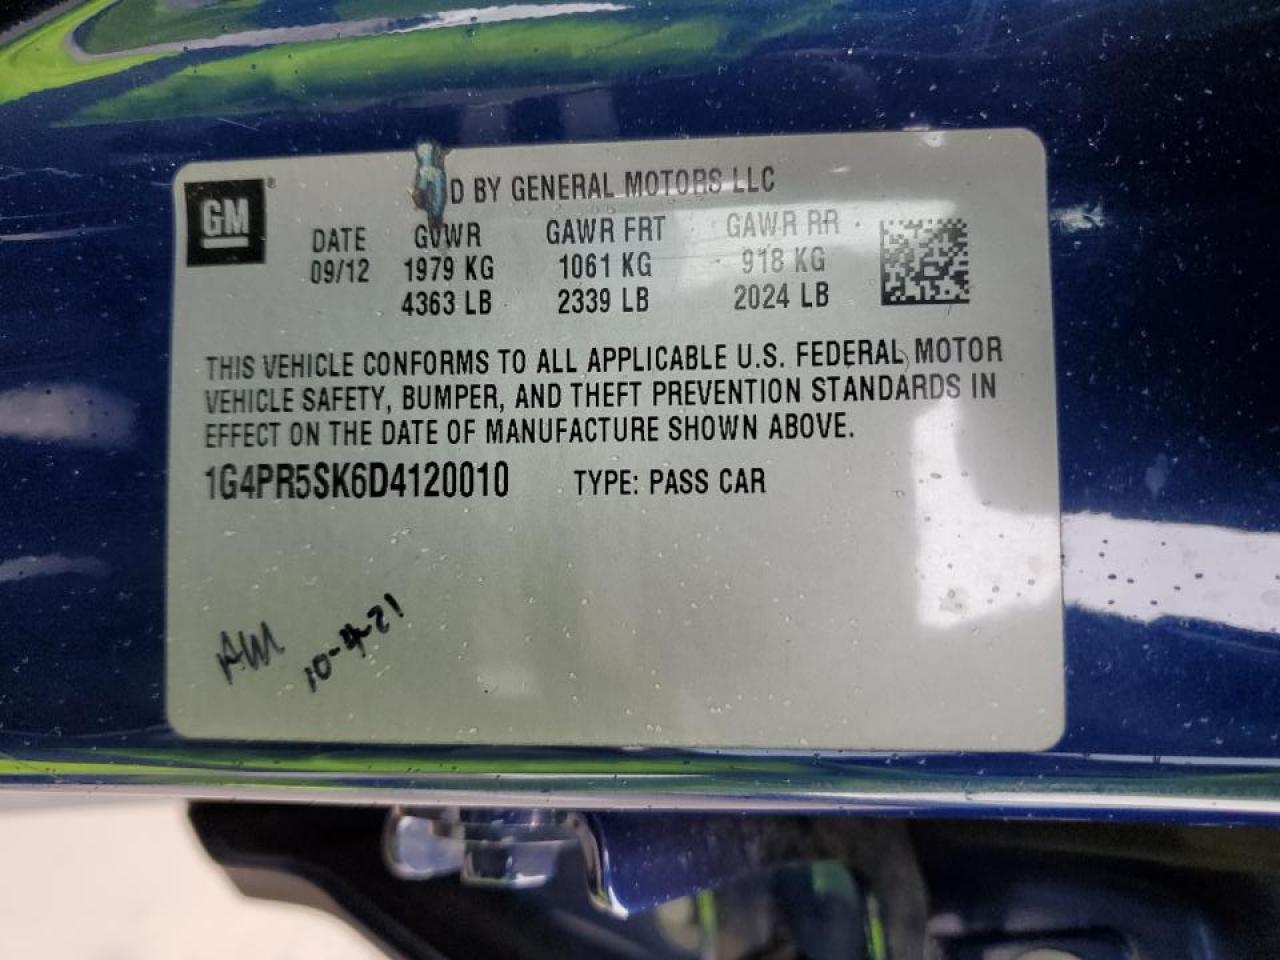 GM®
D BY GENERAL MOTORS LLC
DATE GVWR GAWR FRT GAWR RR
09/12 1979 KG 1061 KG 918 KG
4363 LB 2339 LB 2024 LB
THIS VEHICLE CONFORMS TO ALL APPLICABLE U.S. FEDERAL MOTOR
VEHICLE SAFETY, BUMPER, AND THEFT PREVENTION STANDARDS IN
EFFECT ON THE DATE OF MANUFACTURE SHOWN ABOVE.
1G4PR5SK6D4120010 TYPE: PASS CAR
AM
10-4-21